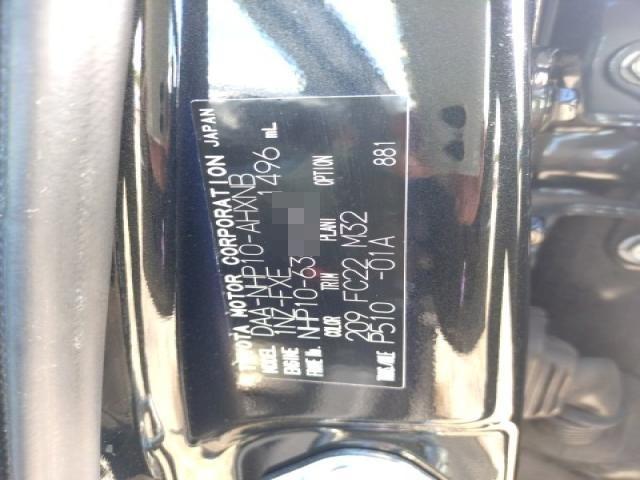 TOYOTA MOTOR CORPORATION JAPAN
MODEL DAA-NHP10-AHXNB
ENGINE 1NZ-FXE 1496 mL
FRME No. NHP10-63
COLOR TRIM PLANT OPTION
209 FC22 M32 881
P510 -01A